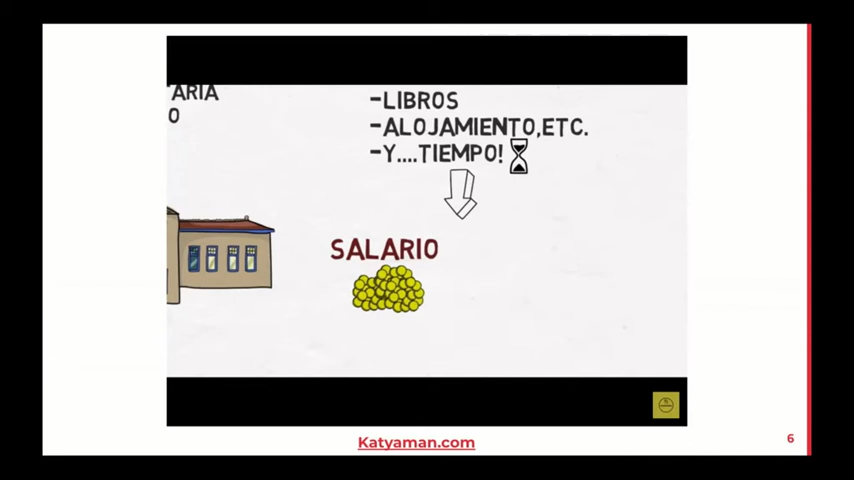 ARIA
O
-LIBROS
-ALOJAMIENTO,ETC.
-Y....TIEMPO!
SALARIO
Katyaman.com
6